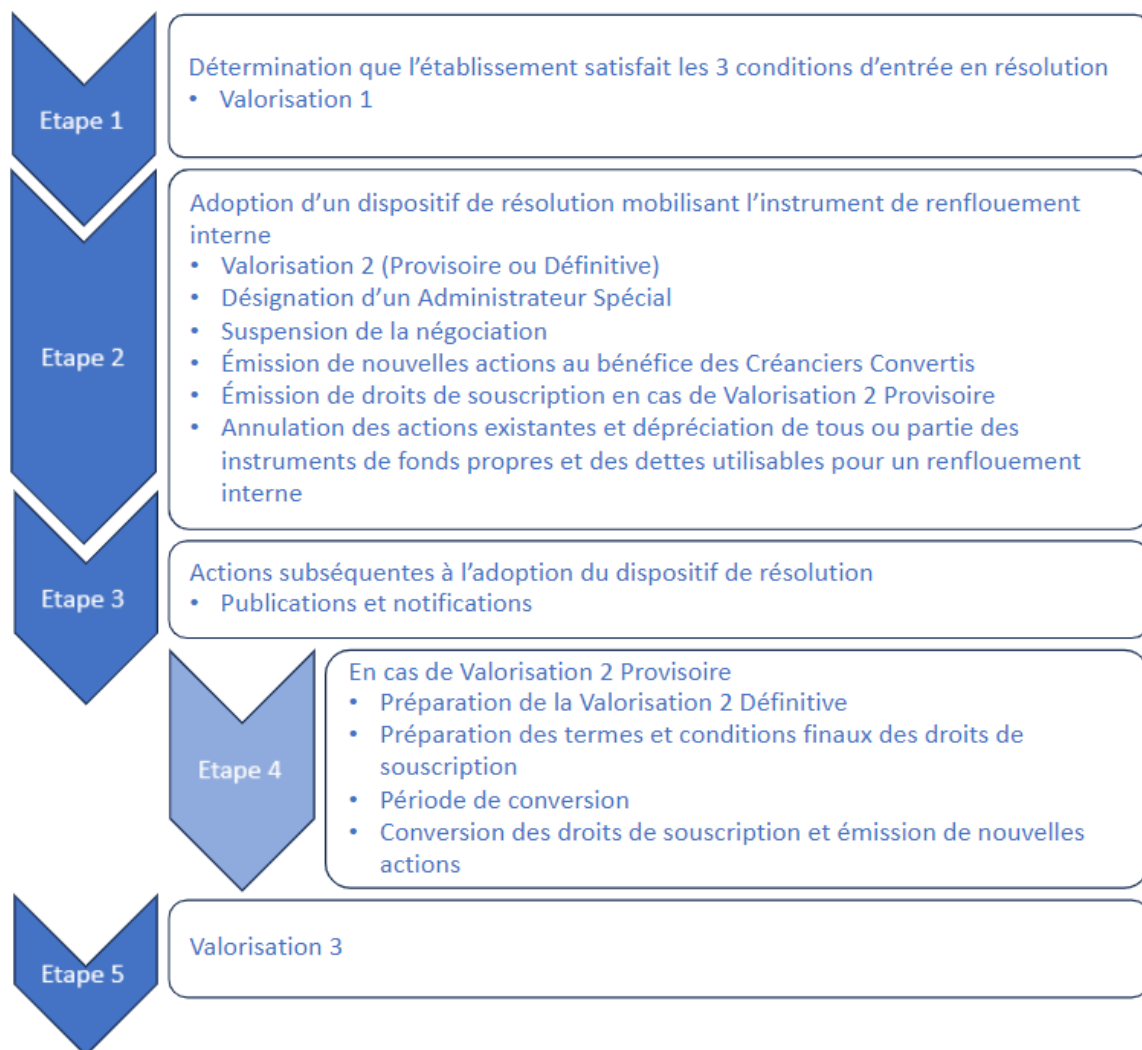 Etape 1
Détermination que l'établissement satisfait les 3 conditions d'entrée en résolution
• Valorisation 1
Etape 2
Adoption d'un dispositif de résolution mobilisant l'instrument de renflouement
interne
• Valorisation 2 (Provisoire ou Définitive)
• Désignation d'un Administrateur Spécial
• Suspension de la négociation
• Émission de nouvelles actions au bénéfice des Créanciers Convertis
• Émission de droits de souscription en cas de Valorisation 2 Provisoire
• Annulation des actions existantes et dépréciation de tous ou partie des
instruments de fonds propres et des dettes utilisables pour un renflouement
interne
Etape 3
Actions subséquentes à l'adoption du dispositif de résolution
• Publications et notifications
Etape 4
En cas de Valorisation 2 Provisoire
• Préparation de la Valorisation 2 Définitive
• Préparation des termes et conditions finaux des droits de
souscription
• Période de conversion
• Conversion des droits de souscription et émission de nouvelles
actions
Etape 5
Valorisation 3